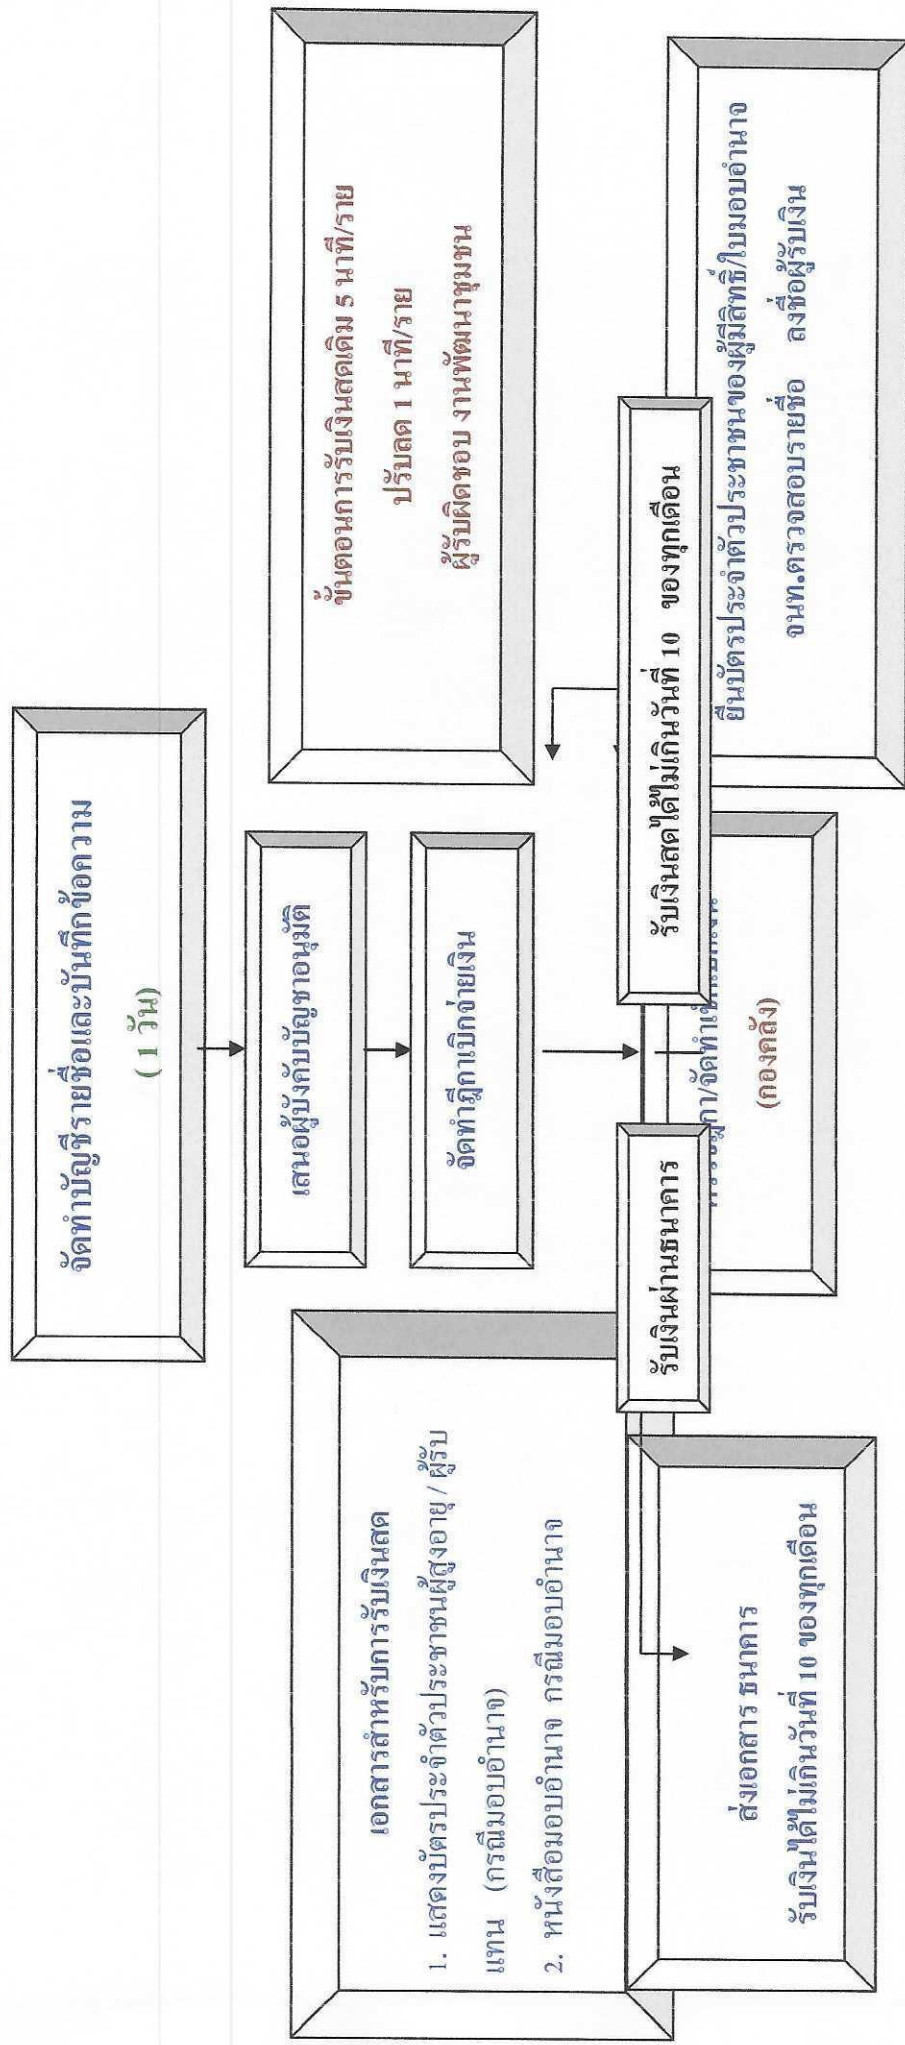 จัดทำบัญชีรายชื่อและบันทึกข้อความ
( 1 วัน)
เสนอผู้บังคับบัญชาอนุมัติ
จัดทำฎีกาเบิกจ่ายเงิน
(กองคลัง)
เอกสารสำหรับการรับเงินสด
1. แสดงบัตรประจำตัวประชาชนผู้สูงอายุ / ผู้รับ
แทน (กรณีมอบอำนาจ)
2. หนังสือมอบอำนาจ กรณีมอบอำนาจ
ขั้นตอนการรับเงินสดเดิม 5 นาที/ราย
ปรับลด 1 นาที/ราย
ผู้รับผิดชอบ งานพัฒนาชุมชน
รับเงินผ่านธนาคาร
รับเงินสดได้ไม่เกินวันที่ 10 ของทุกเดือน
ส่งเอกสาร ธนาคาร
รับเงินได้ไม่เกินวันที่ 10 ของทุกเดือน
ยื่นบัตรประจำตัวประชาชนของผู้มีสิทธิ์/ใบมอบอำนาจ
จนท.ตรวจสอบรายชื่อ ลงชื่อผู้รับเงิน